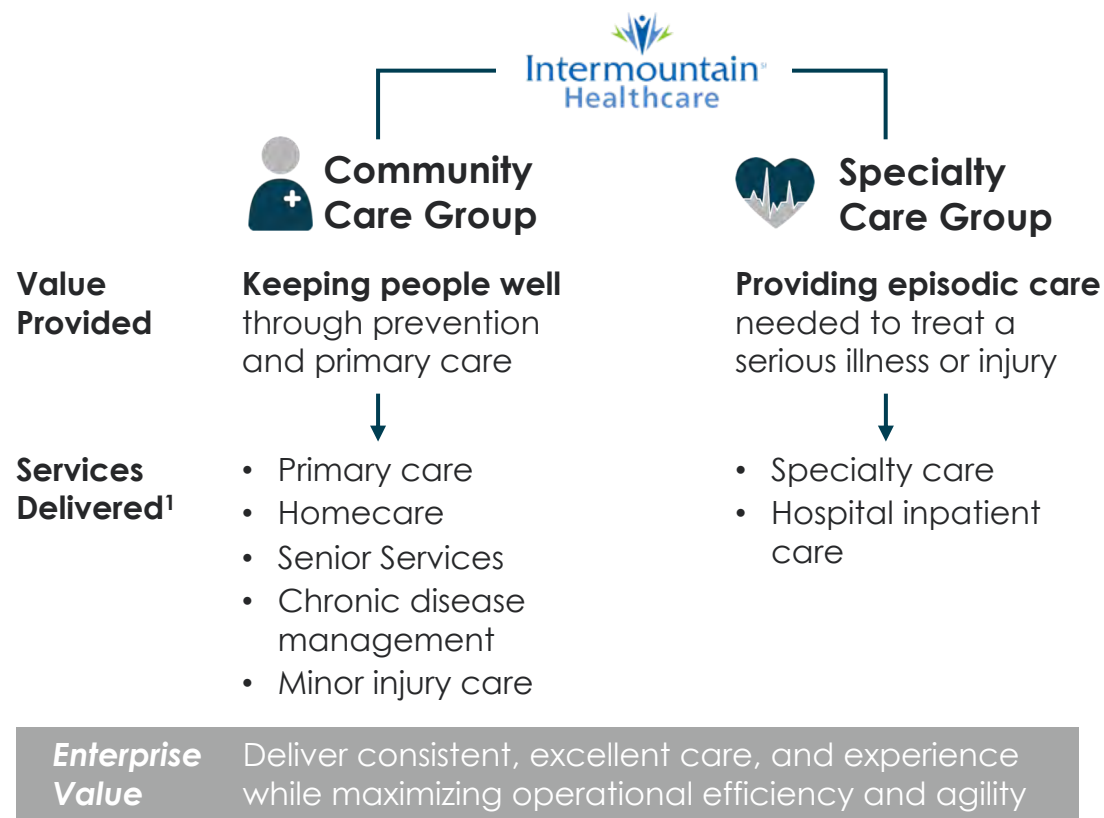 Intermountain
Healthcare
Community
Care Group
Specialty
Care Group
Value
Provided
Keeping people well
through prevention
and primary care
Providing episodic care
needed to treat a
serious illness or injury
Services
Delivered¹
• Primary care
• Homecare
• Senior Services
• Chronic disease
management
• Minor injury care
• Specialty care
• Hospital inpatient
care
Enterprise
Value
Deliver consistent, excellent care, and experience
while maximizing operational efficiency and agility